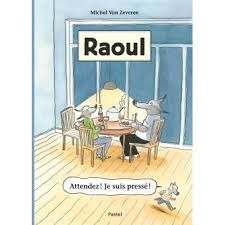 Michel Van Zeveren
Raoul
Attendez ! Je suis pressé !
Pastel